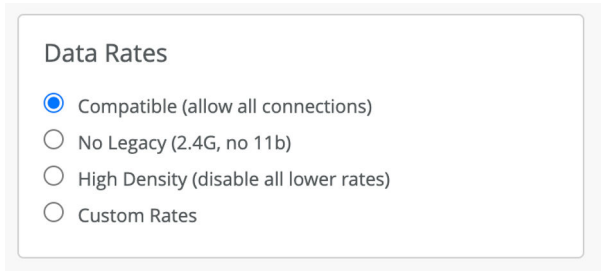 Data Rates
Compatible (allow all connections)
No Legacy (2.4G, no 11b)
High Density (disable all lower rates)
Custom Rates